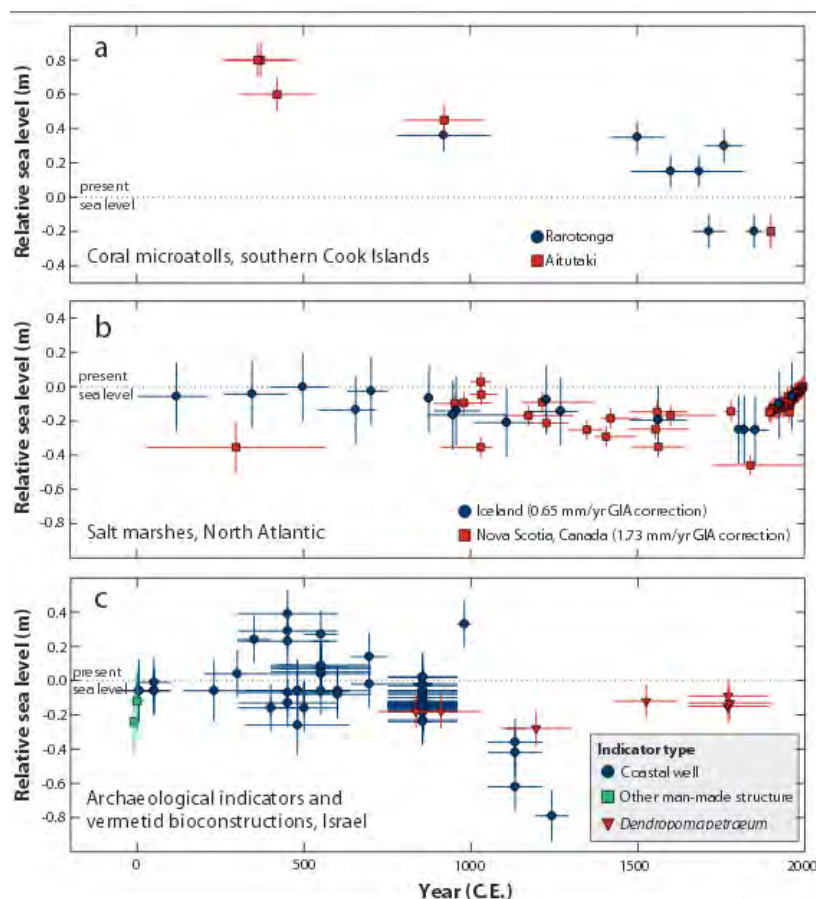 a
Relative sea level (m)
0.8
0.6
0.4
0.2
0.0
-0.2
-0.4
present
sea level
Rarotonga
Aitutaki
Coral microatolls, southern Cook Islands
b
Relative sea level (m)
0.4
0.2
0.0
-0.2
-0.4
-0.6
-0.8
present
sea level
Iceland (0.65 mm/yr GIA correction)
Nova Scotia, Canada (1.73 mm/yr GIA correction)
Salt marshes, North Atlantic
c
Relative sea level (m)
0.4
0.2
0.0
-0.2
-0.4
-0.6
-0.8
present
sea level
Archaeological indicators and
vermetid bioconstructions, Israel
Indicator type
Coastal well
Other man-made structure
Dendropoma petræum
0
500
1000
1500
2000
Year (C.E.)